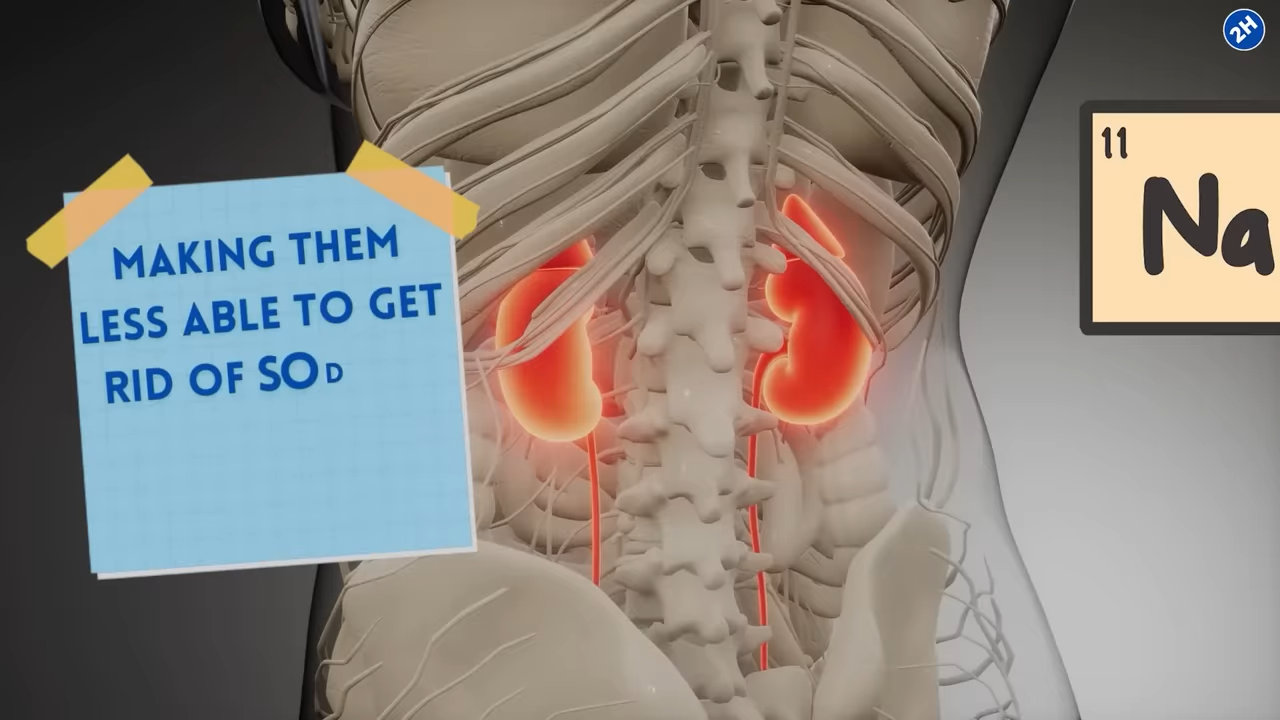 2H
11
Na
MAKING THEM
LESS ABLE TO GET
RID OF SOD